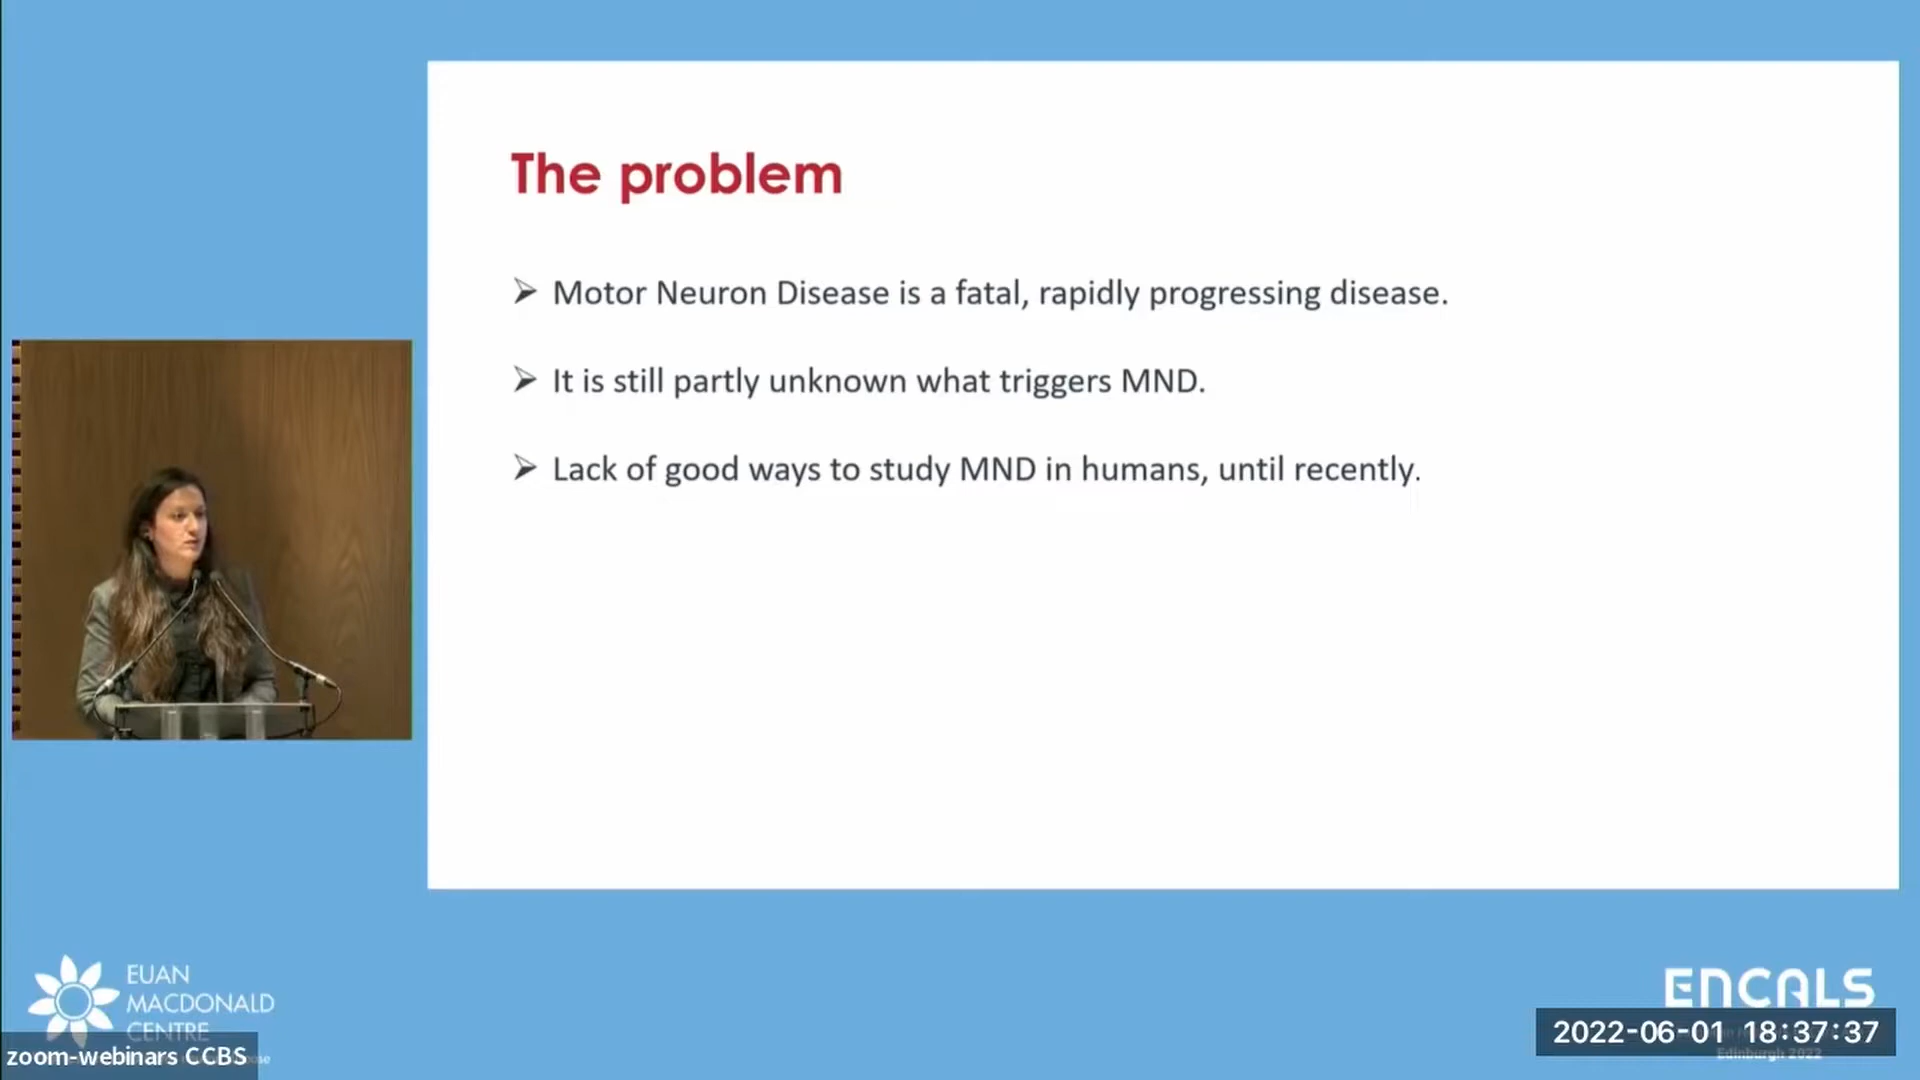 The problem
➢ Motor Neuron Disease is a fatal, rapidly progressing disease.
➢ It is still partly unknown what triggers MND.
➢ Lack of good ways to study MND in humans, until recently.
EUAN
MACDONALD
CENTRE
zoom-webinars CCBS
ENCALS
2022-06-01 18:37:37
Edinburgh 2022